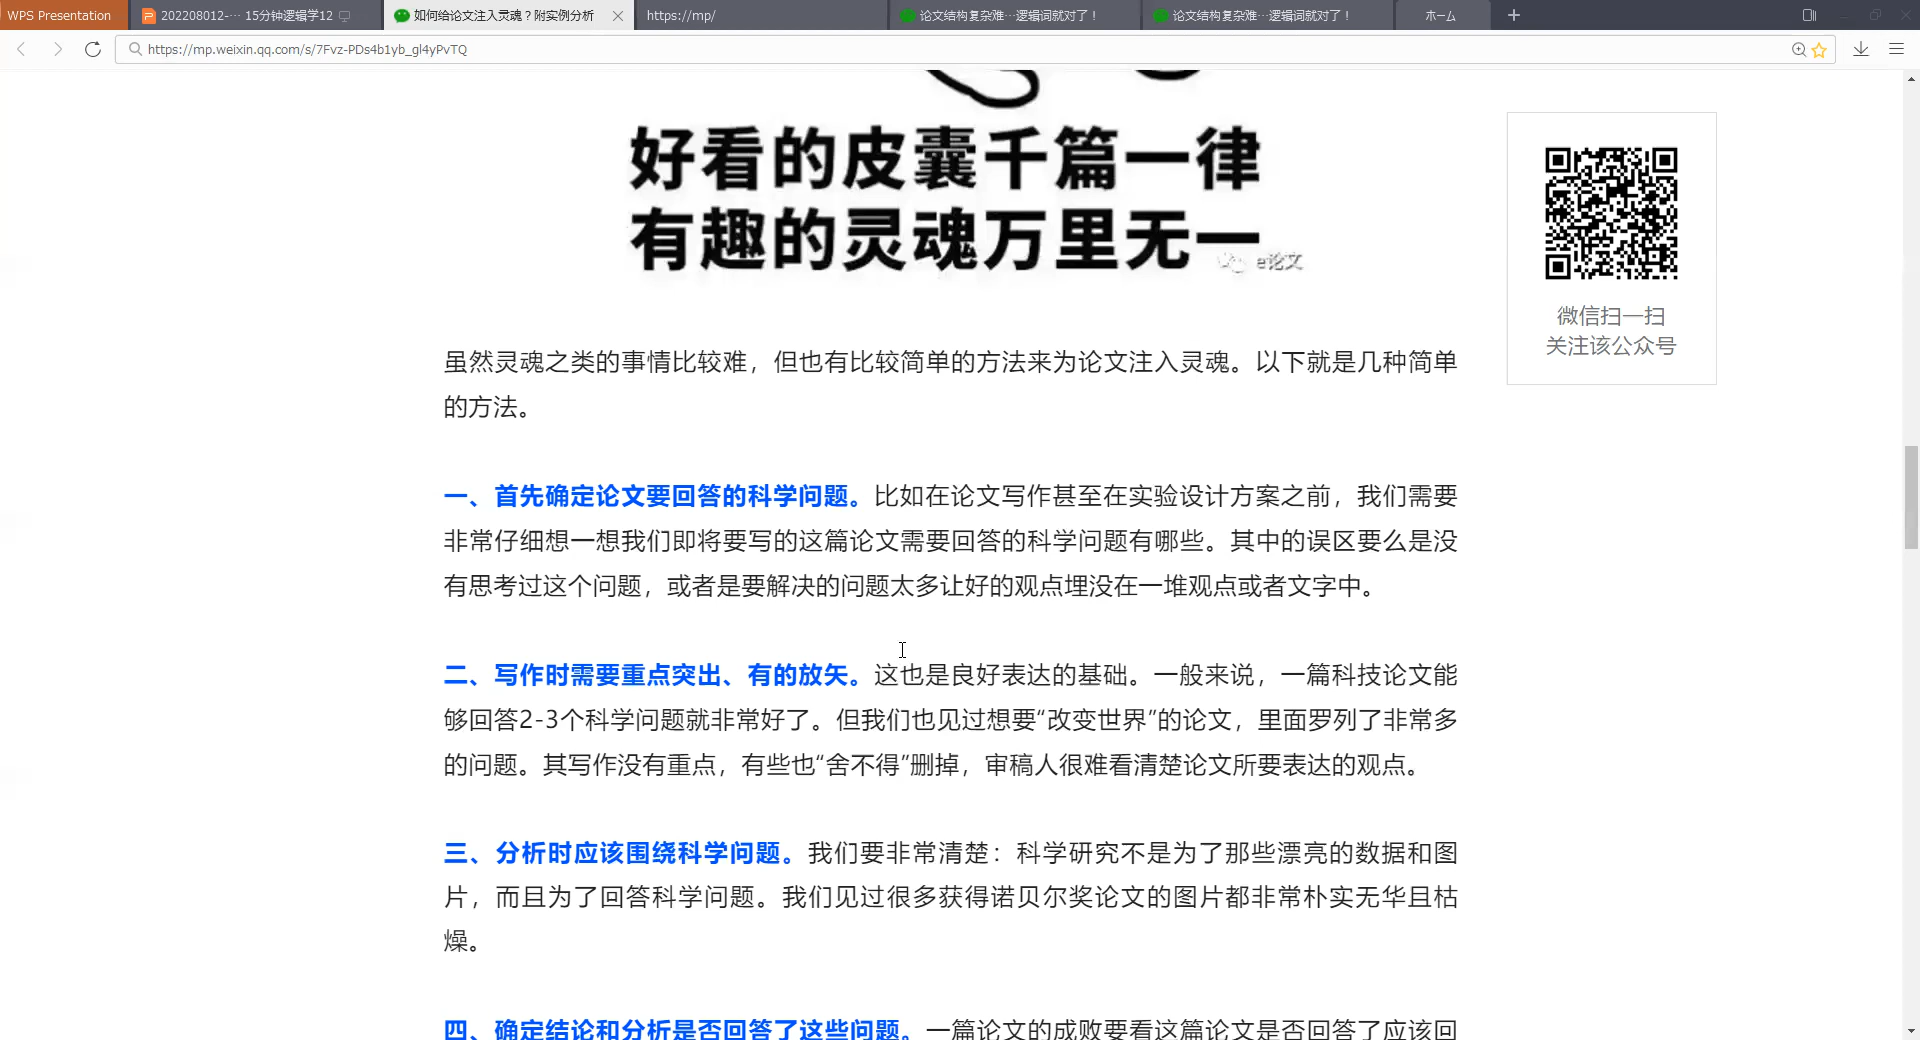 WPS Presentation
202208012-··· 15分钟逻辑学12
如何给论文注入灵魂？附实例分析
https://mp/
论文结构复杂难···逻辑词就对了！
论文结构复杂难···逻辑词就对了！
ホーム
https://mp.weixin.qq.com/s/7Fvz-PDs4b1yb_gl4yPvTQ
好看的皮囊千篇一律
有趣的灵魂万里无一
e论文
微信扫一扫
关注该公众号
虽然灵魂之类的事情比较难，但也有比较简单的方法来为论文注入灵魂。以下就是几种简单
的方法。
一、首先确定论文要回答的科学问题。比如在论文写作甚至在实验设计方案之前，我们需要
非常仔细想一想我们即将要写的这篇论文需要回答的科学问题有哪些。其中的误区要么是没
有思考过这个问题，或者是要解决的问题太多让好的观点埋没在一堆观点或者文字中。
二、写作时需要重点突出、有的放矢。这也是良好表达的基础。一般来说，一篇科技论文能
够回答2-3个科学问题就非常好了。但我们也见过想要“改变世界”的论文，里面罗列了非常多
的问题。其写作没有重点，有些也“舍不得”删掉，审稿人很难看清楚论文所要表达的观点。
三、分析时应该围绕科学问题。我们要非常清楚：科学研究不是为了那些漂亮的数据和图
片，而且为了回答科学问题。我们见过很多获得诺贝尔奖论文的图片都非常朴实无华且枯
燥。
四、确定结论和分析是否回答了这些问题。一篇论文的成败要看这篇论文是否回答了应该回